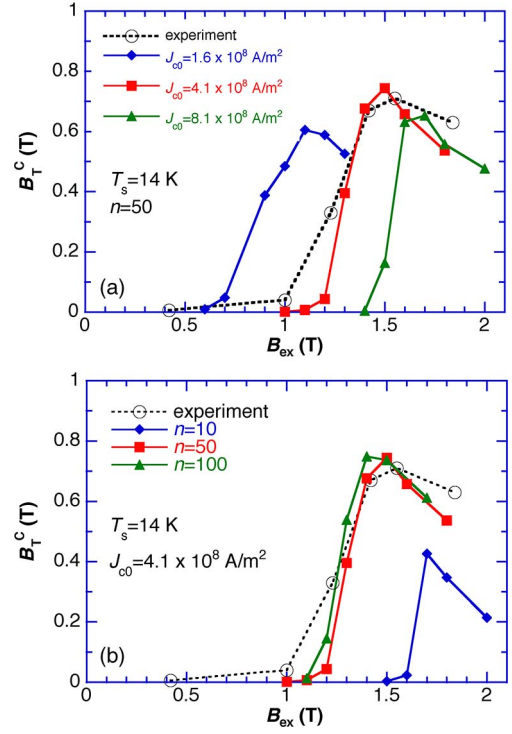 (a)
experiment
J_c0=1.6 x 10^8 A/m^2
J_c0=4.1 x 10^8 A/m^2
J_c0=8.1 x 10^8 A/m^2
T_s=14 K
n=50
B_T^C (T)
1
0.8
0.6
0.4
0.2
0
0 0.5 1 1.5 2
B_ex (T)
(b)
experiment
n=10
n=50
n=100
T_s=14 K
J_c0=4.1 x 10^8 A/m^2
B_T^C (T)
1
0.8
0.6
0.4
0.2
0
0 0.5 1 1.5 2
B_ex (T)